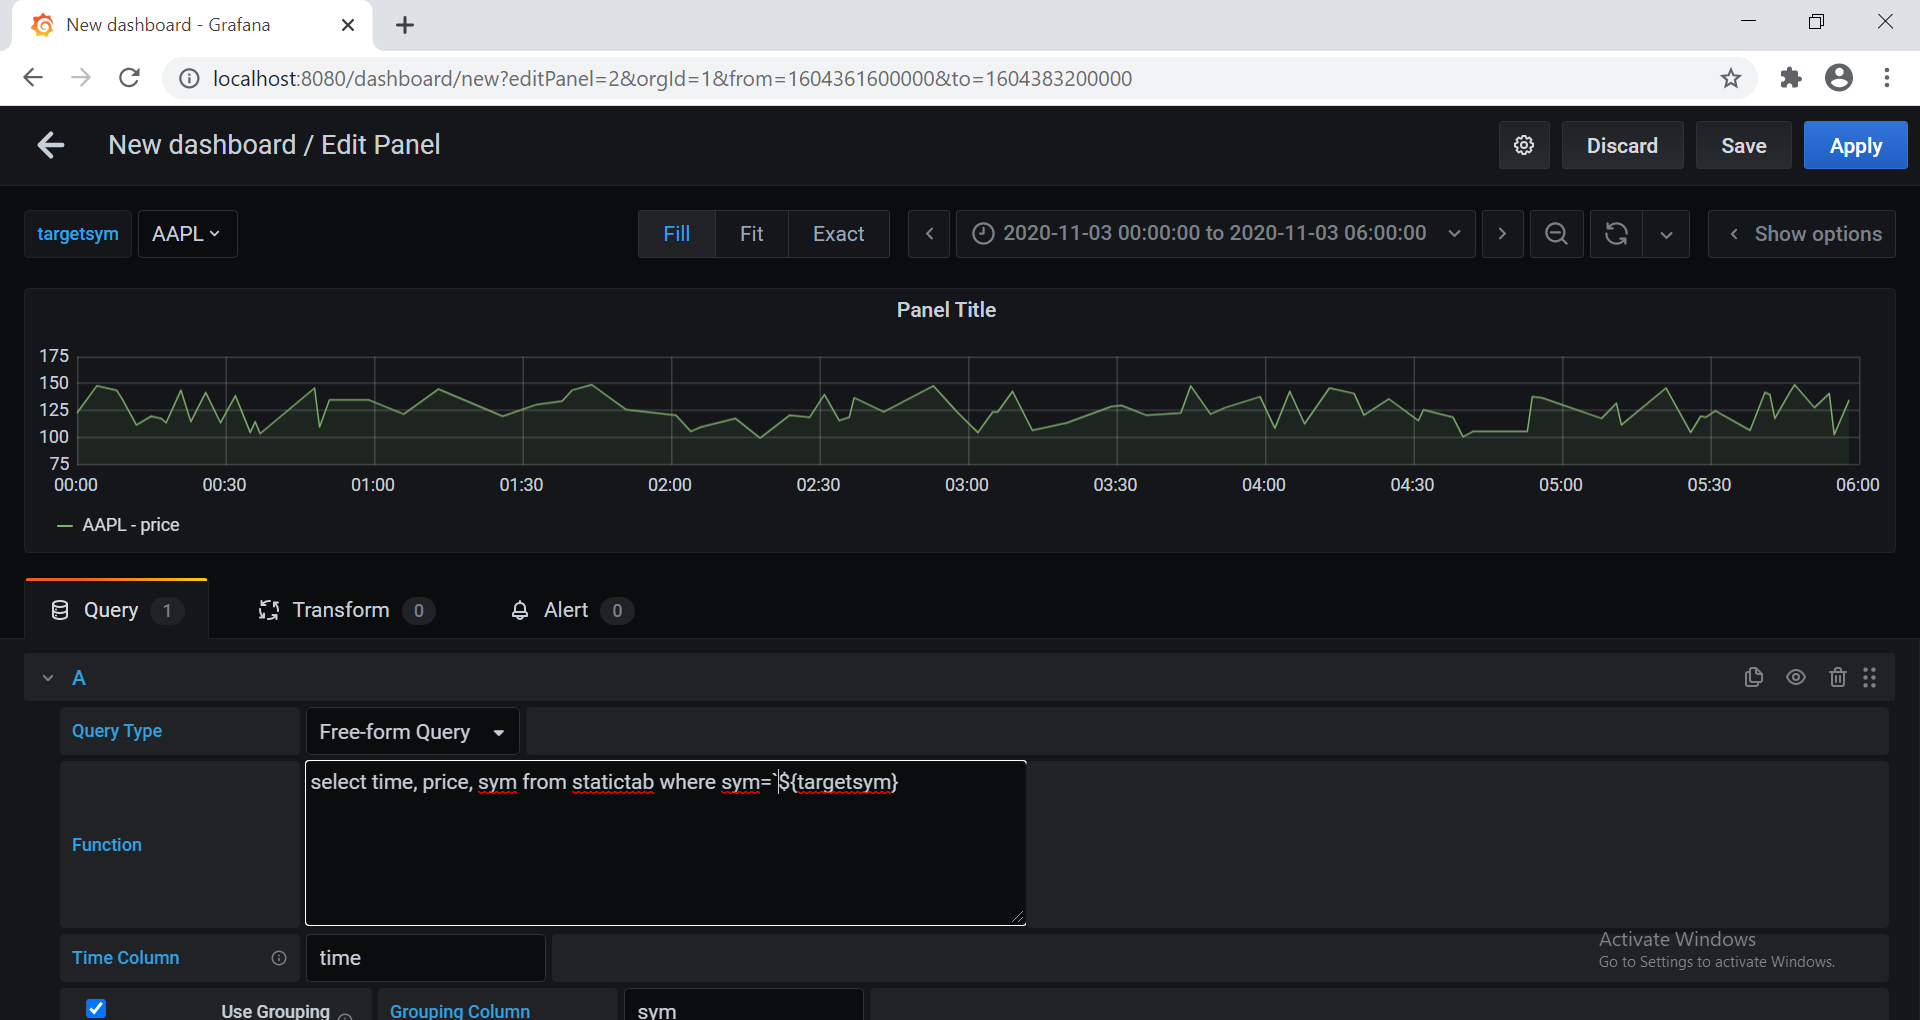 New dashboard - Grafana
localhost:8080/dashboard/new?editPanel=2&orgId=1&from=1604361600000&to=1604383200000
New dashboard / Edit Panel
Discard
Save
Apply
targetsym
AAPL
Fill
Fit
Exact
2020-11-03 00:00:00 to 2020-11-03 06:00:00
Show options
Panel Title
175
150
125
100
75
00:00 00:30 01:00 01:30 02:00 02:30 03:00 03:30 04:00 04:30 05:00 05:30 06:00
AAPL - price
Query 1
Transform 0
Alert 0
A
Query Type
Free-form Query
select time, price, sym from statictab where sym=`${targetsym}
Function
Time Column
time
Activate Windows
Go to Settings to activate Windows.
Use Grouping
Grouping Column
sym